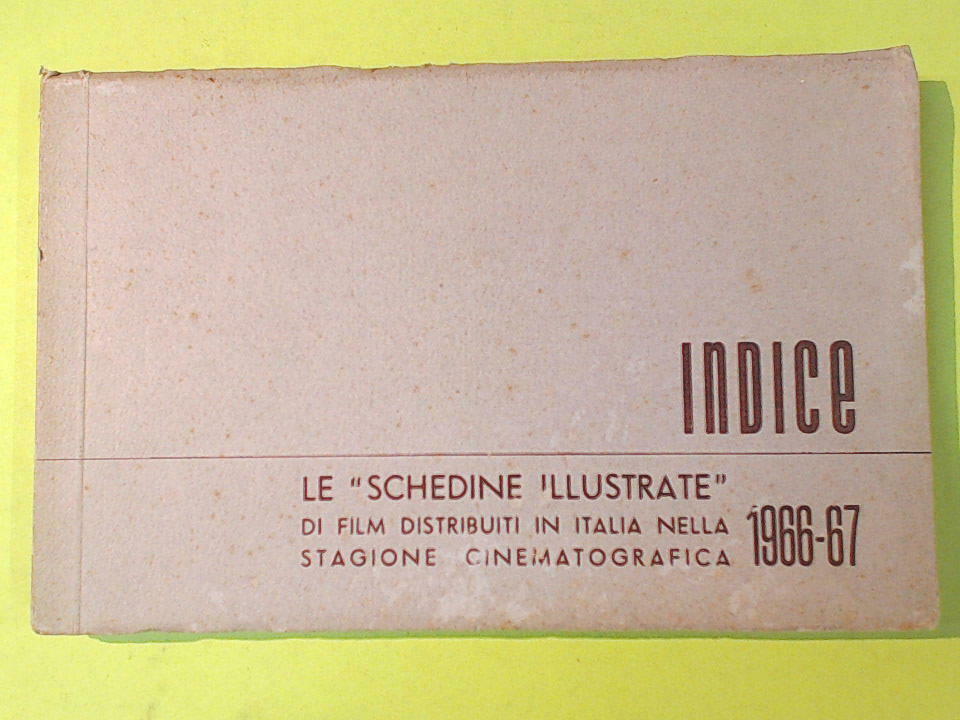 INDICE
LE "SCHEDINE ILLUSTRATE"
DI FILM DISTRIBUITI IN ITALIA NELLA
STAGIONE CINEMATOGRAFICA 1966-67